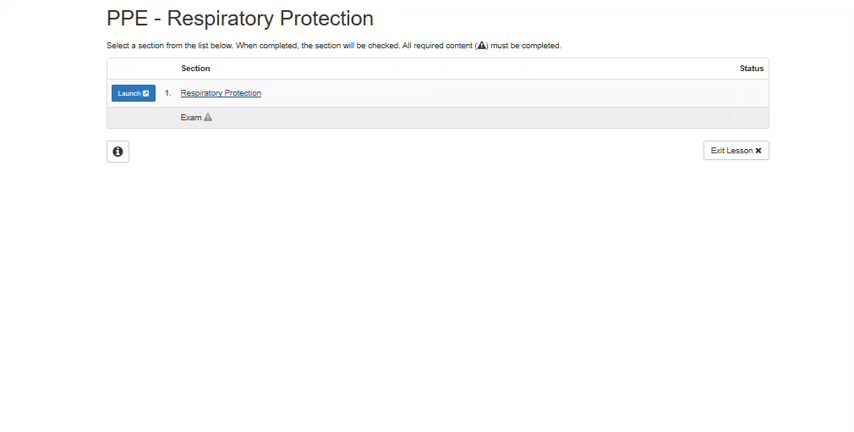 PPE - Respiratory Protection
Select a section from the list below. When completed, the section will be checked. All required content (⚠) must be completed.
Section Status
Launch 1. Respiratory Protection
Exam ⚠
Exit Lesson ✖